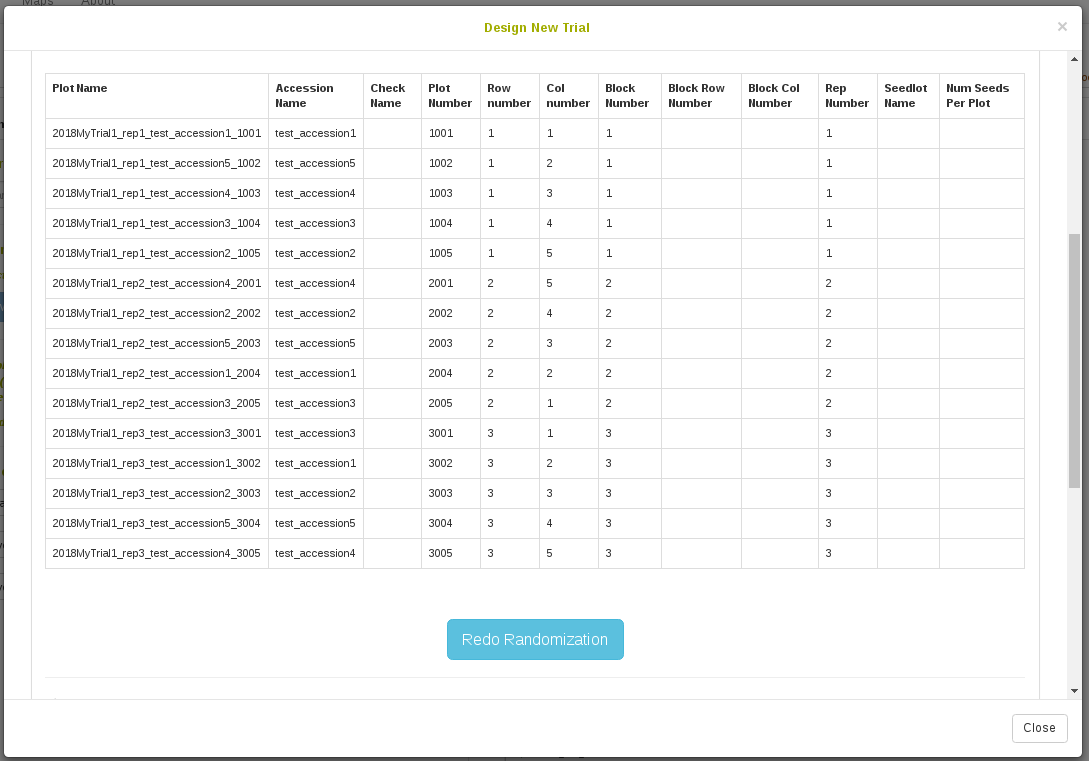 Maps About
Design New Trial ×
Plot Name Accession Name Check Name Plot Number Row number Col number Block Number Block Row Number Block Col Number Rep Number Seedlot Name Num Seeds Per Plot
2018MyTrial1_rep1_test_accession1_1001 test_accession1 1001 1 1 1 1
2018MyTrial1_rep1_test_accession5_1002 test_accession5 1002 1 2 1 1
2018MyTrial1_rep1_test_accession4_1003 test_accession4 1003 1 3 1 1
2018MyTrial1_rep1_test_accession3_1004 test_accession3 1004 1 4 1 1
2018MyTrial1_rep1_test_accession2_1005 test_accession2 1005 1 5 1 1
2018MyTrial1_rep2_test_accession4_2001 test_accession4 2001 2 5 2 2
2018MyTrial1_rep2_test_accession2_2002 test_accession2 2002 2 4 2 2
2018MyTrial1_rep2_test_accession5_2003 test_accession5 2003 2 3 2 2
2018MyTrial1_rep2_test_accession1_2004 test_accession1 2004 2 2 2 2
2018MyTrial1_rep2_test_accession3_2005 test_accession3 2005 2 1 2 2
2018MyTrial1_rep3_test_accession3_3001 test_accession3 3001 3 1 3 3
2018MyTrial1_rep3_test_accession1_3002 test_accession1 3002 3 2 3 3
2018MyTrial1_rep3_test_accession2_3003 test_accession2 3003 3 3 3 3
2018MyTrial1_rep3_test_accession5_3004 test_accession5 3004 3 4 3 3
2018MyTrial1_rep3_test_accession4_3005 test_accession4 3005 3 5 3 3
Redo Randomization
Close